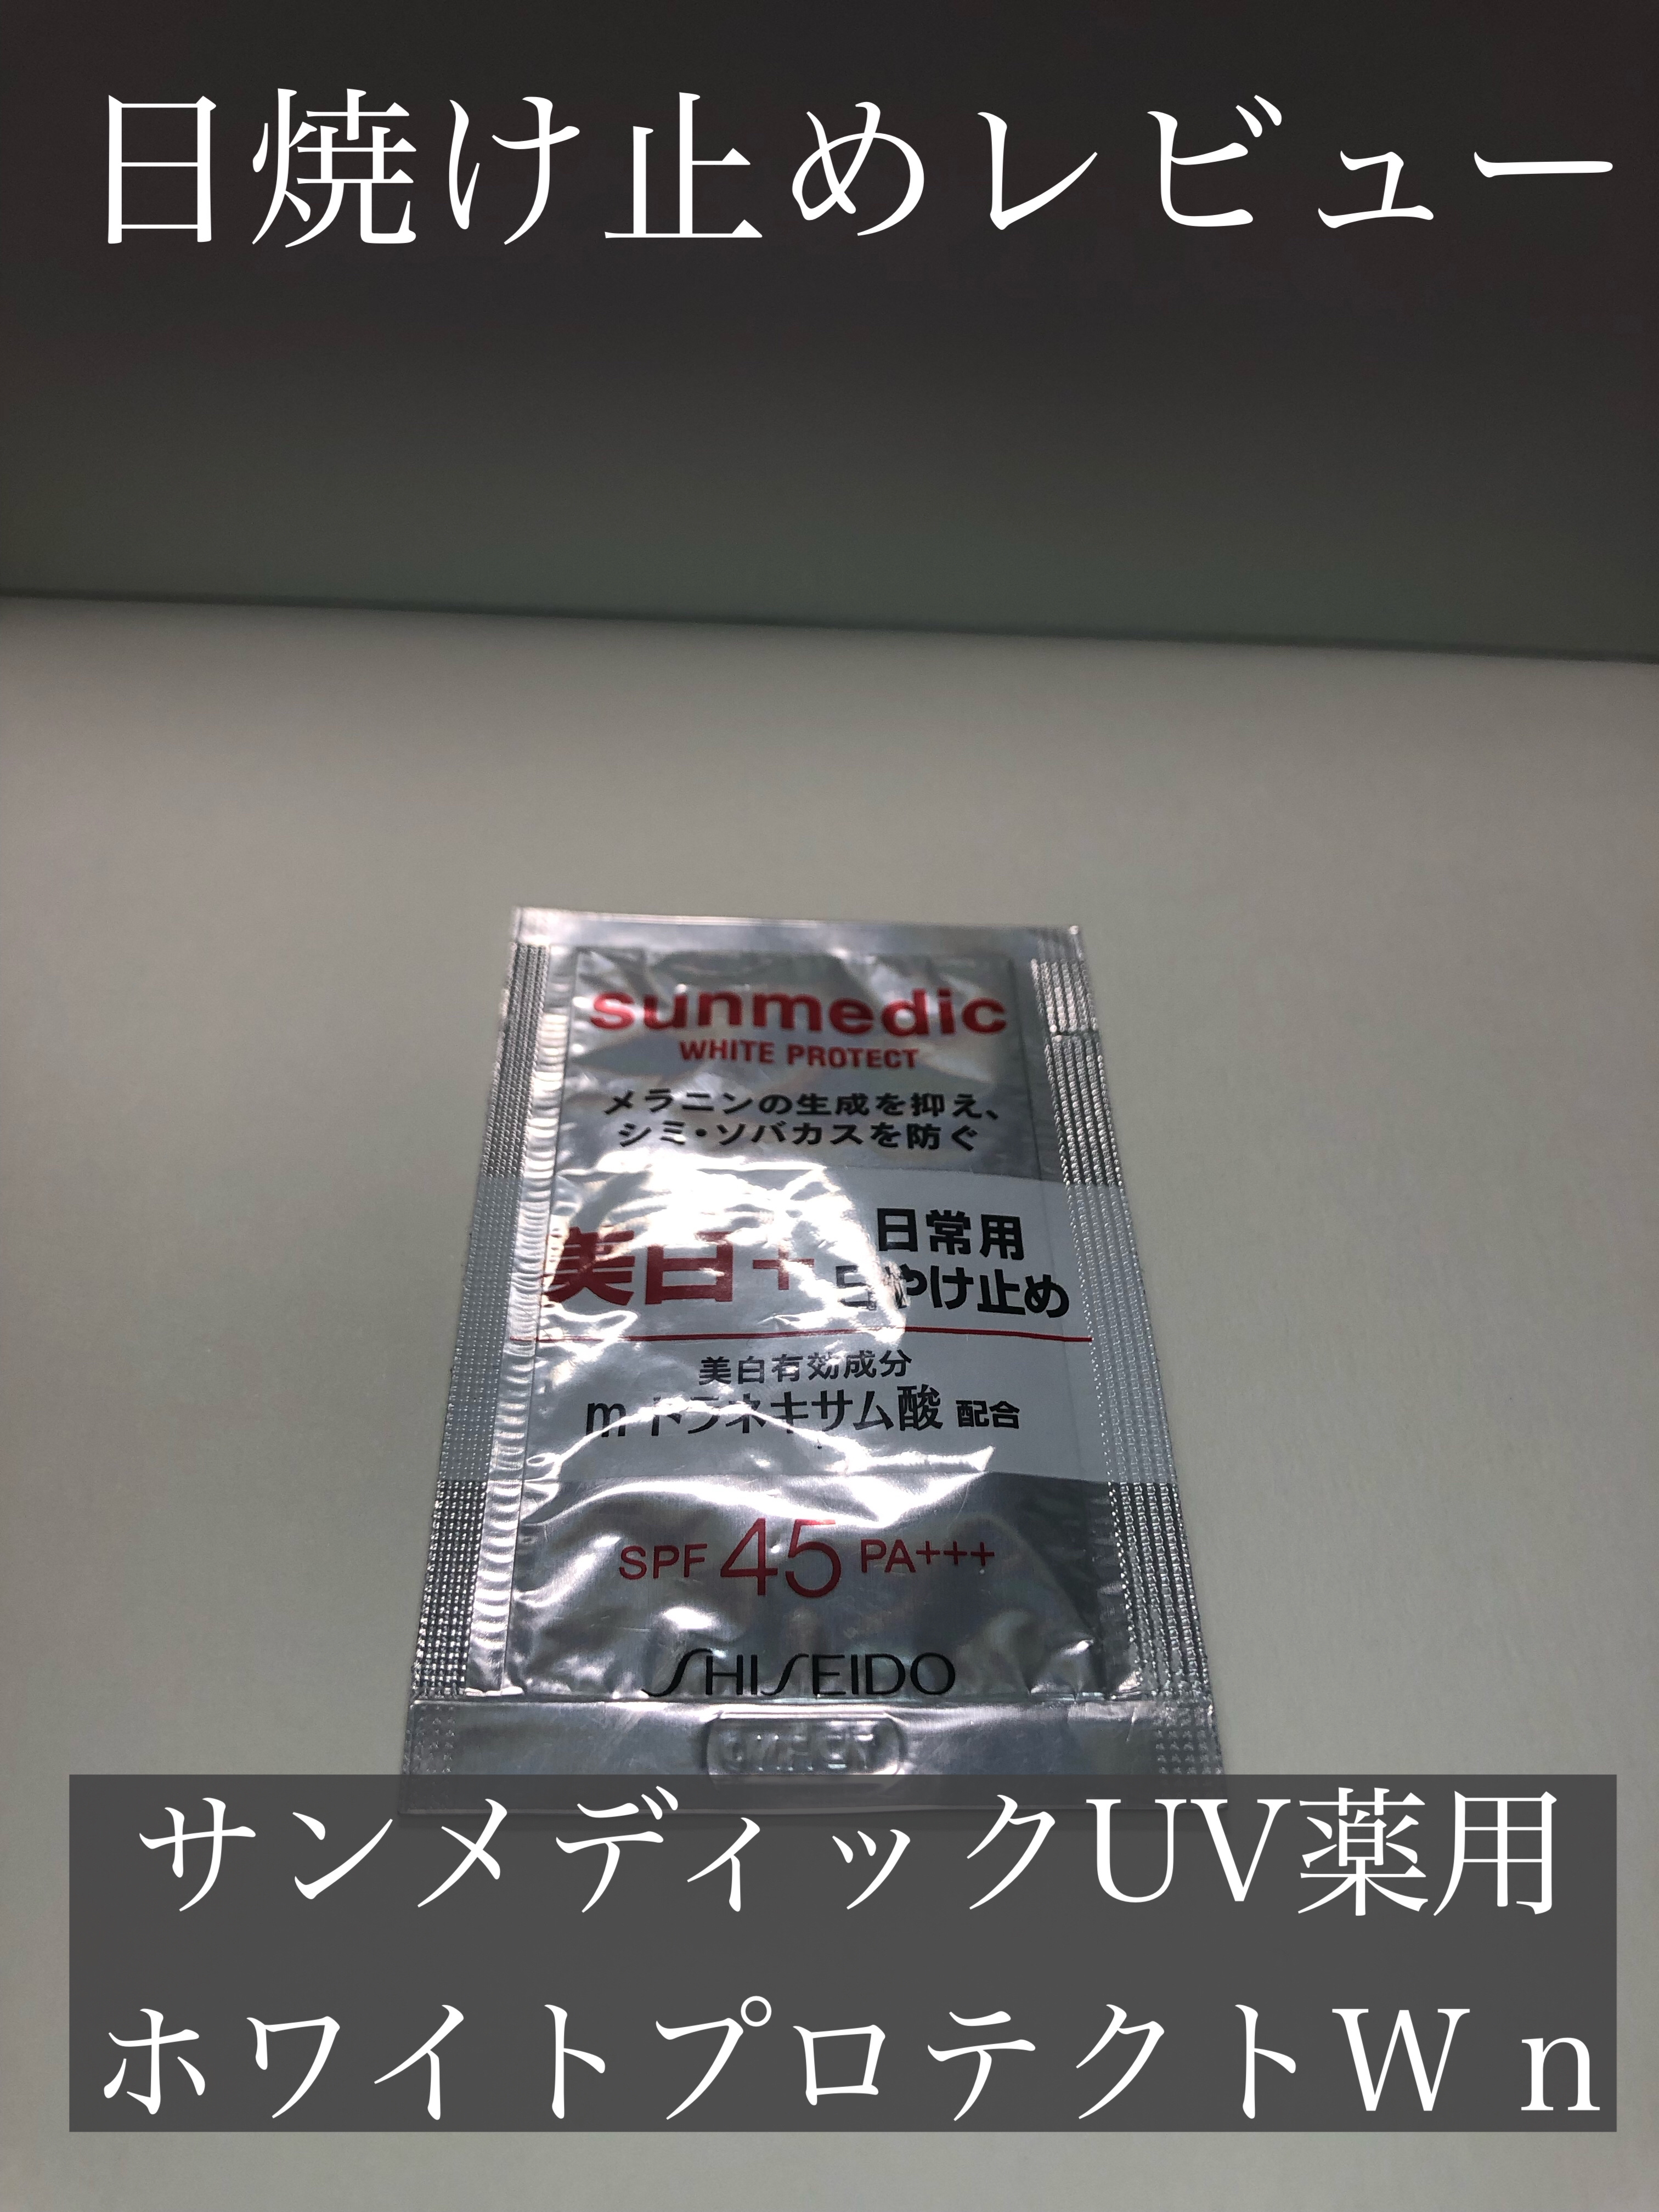 日焼け止めレビュー
sunmedic
WHITE PROTECT
メラニンの生成を抑え、
シミ・ソバカスを防ぐ
美白+ 日常用
日やけ止め
美白有効成分
m トラネキサム酸 配合
SPF 45 PA+++
SHISEIDO
サンメディックUV薬用
ホワイトプロテクトW n